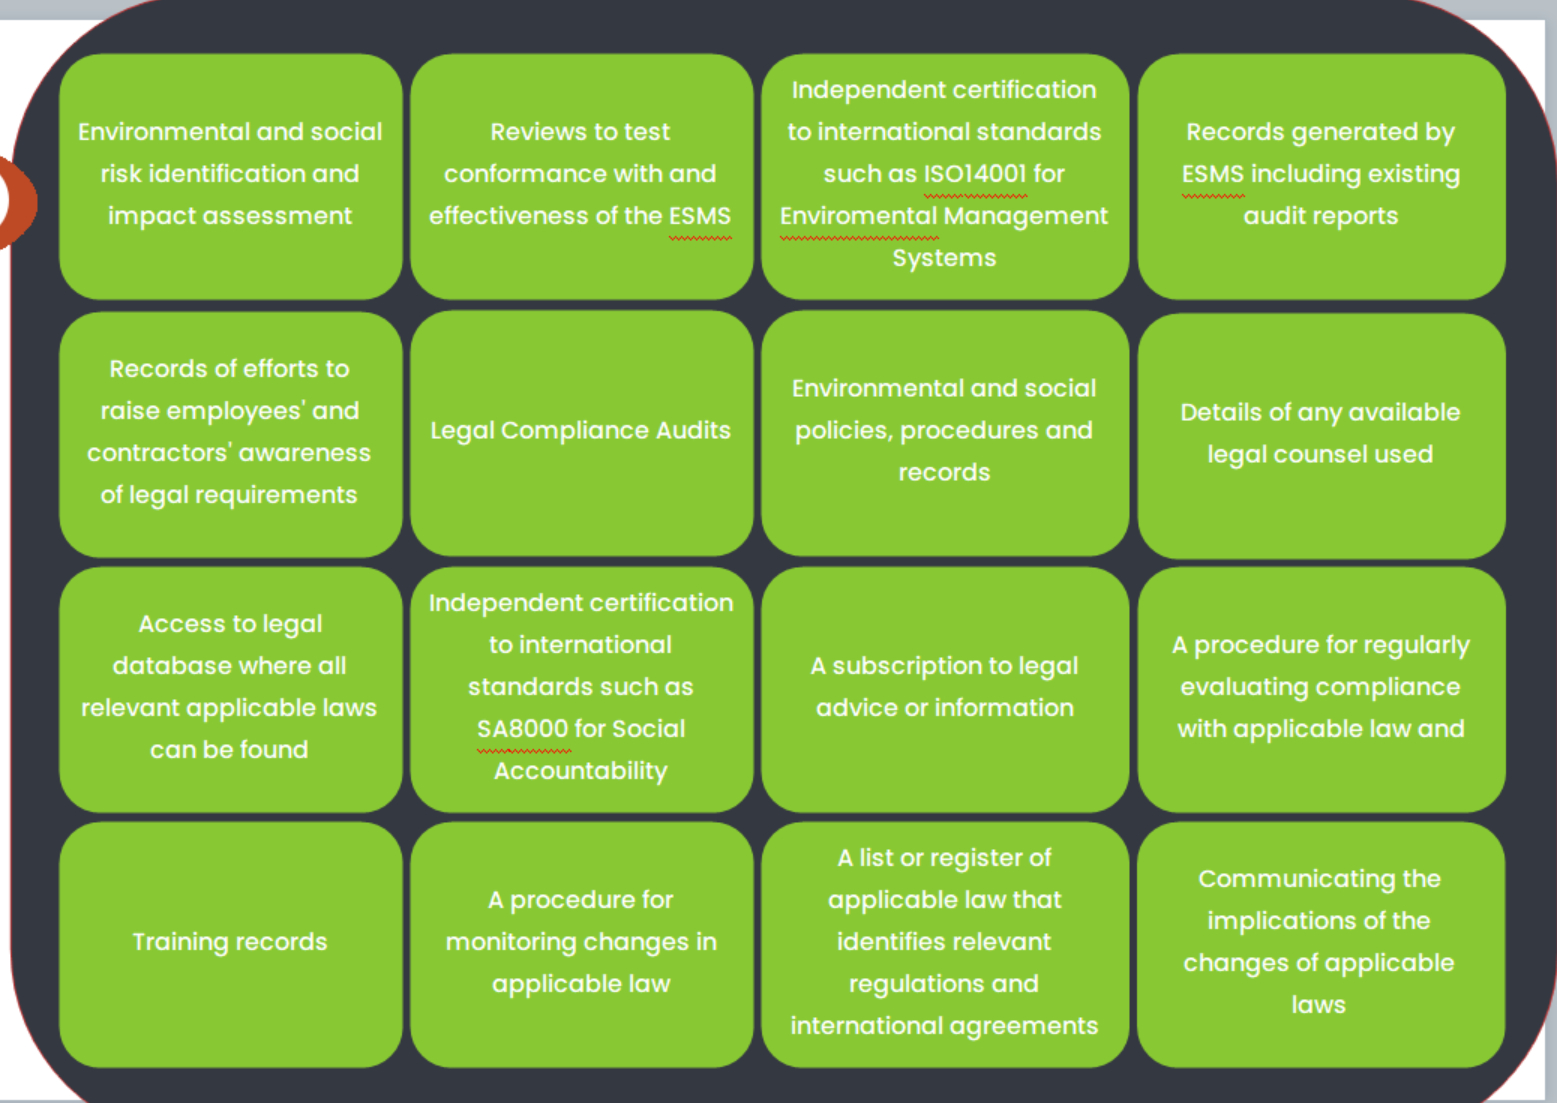 Environmental and social
risk identification and
impact assessment
Reviews to test
conformance with and
effectiveness of the ESMS
Independent certification
to international standards
such as ISO14001 for
Enviromental Management
Systems
Records generated by
ESMS including existing
audit reports
Records of efforts to
raise employees' and
contractors' awareness
of legal requirements
Legal Compliance Audits
Environmental and social
policies, procedures and
records
Details of any available
legal counsel used
Access to legal
database where all
relevant applicable laws
can be found
Independent certification
to international
standards such as
SA8000 for Social
Accountability
A subscription to legal
advice or information
A procedure for regularly
evaluating compliance
with applicable law and
Training records
A procedure for
monitoring changes in
applicable law
A list or register of
applicable law that
identifies relevant
regulations and
international agreements
Communicating the
implications of the
changes of applicable
laws